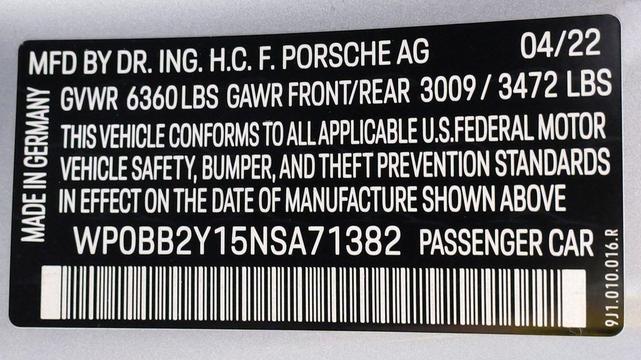 MFD BY DR. ING. H.C. F. PORSCHE AG 04/22
GVWR 6360 LBS GAWR FRONT/REAR 3009 / 3472 LBS
THIS VEHICLE CONFORMS TO ALL APPLICABLE U.S.FEDERAL MOTOR
VEHICLE SAFETY, BUMPER, AND THEFT PREVENTION STANDARDS
IN EFFECT ON THE DATE OF MANUFACTURE SHOWN ABOVE
WP0BB2Y15NSA71382 PASSENGER CAR
MADE IN GERMANY
9J1.010.016.R